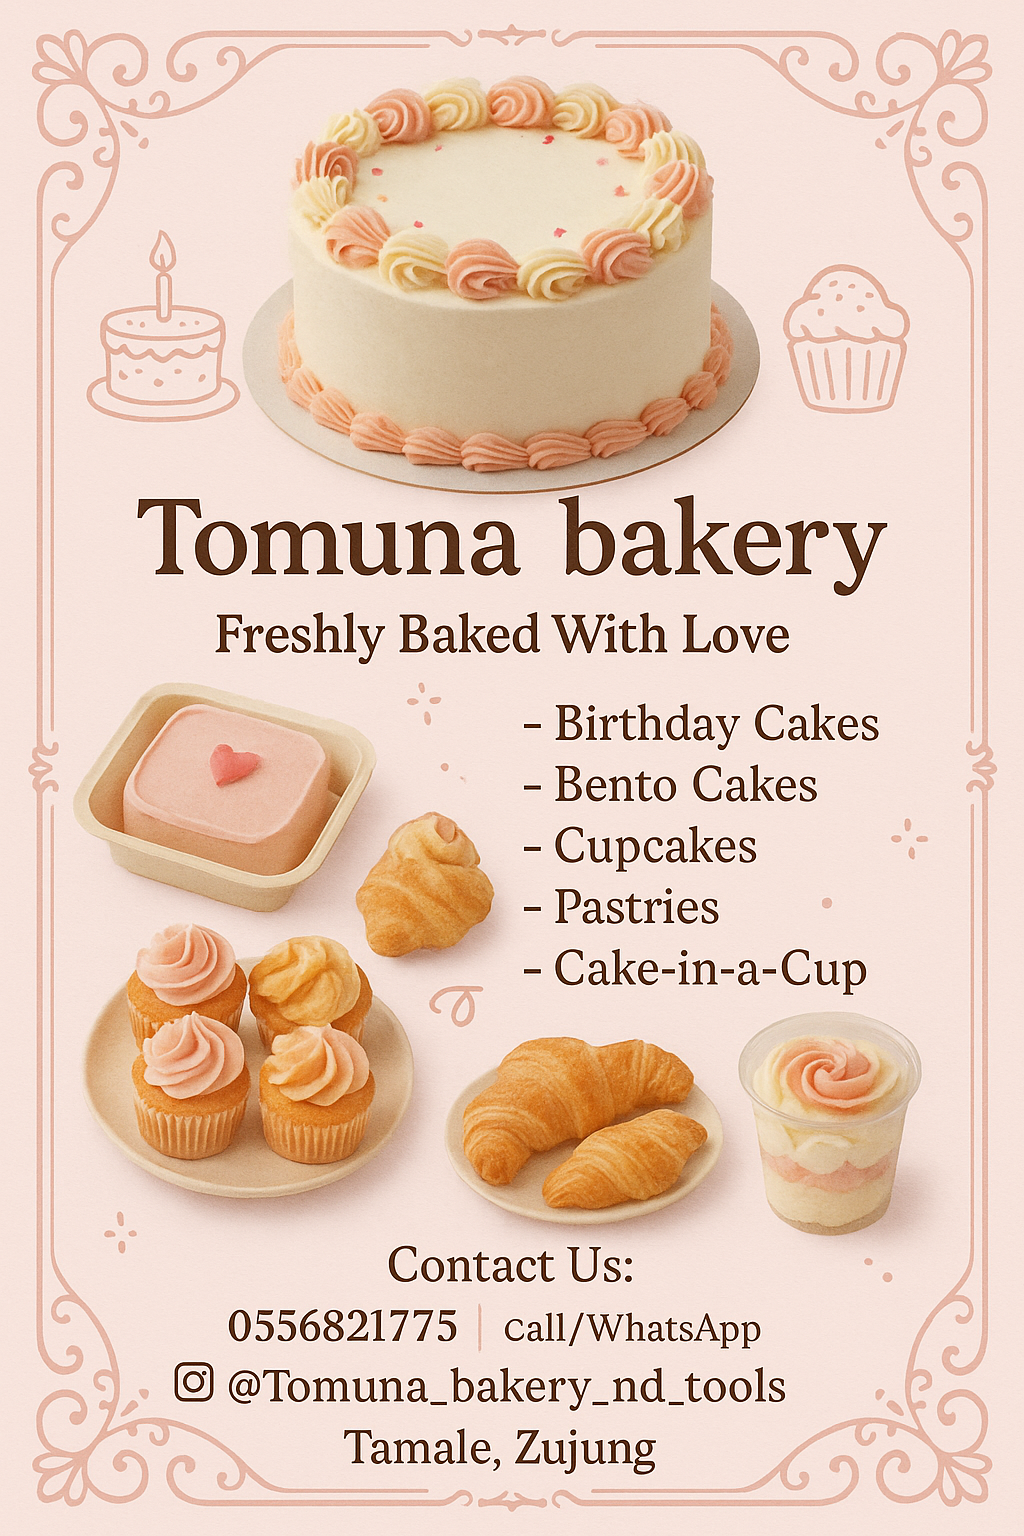 Tomuna bakery
Freshly Baked With Love
- Birthday Cakes
- Bento Cakes
- Cupcakes
- Pastries
- Cake-in-a-Cup
Contact Us:
0556821775 | call/WhatsApp
@Tomuna_bakery_nd_tools
Tamale, Zujung